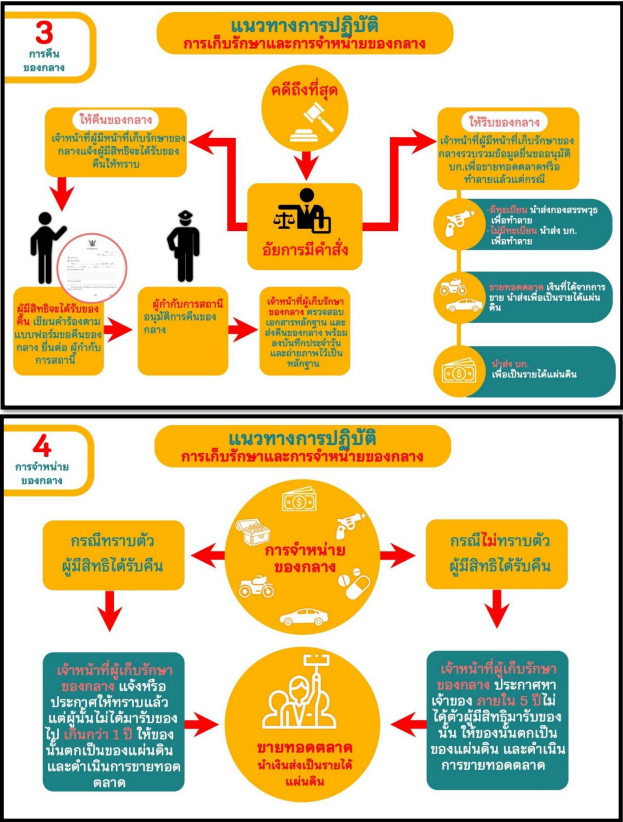 3
การคืน
ของกลาง
แนวทางการปฏิบัติ
การเก็บรักษาและการจำหน่ายของกลาง
คดีถึงที่สุด
ให้คืนของกลาง
เจ้าหน้าที่ผู้มีหน้าที่เก็บรักษาของ
กลางแจ้งผู้มีสิทธิจะได้รับของ
คืนให้ทราบ
ให้ริบของกลาง
เจ้าหน้าที่ผู้มีหน้าที่เก็บรักษาของ
กลางรวบรวมข้อมูลยื่นขออนุมัติ
บก.เพื่อขายทอดตลาดหรือ
ทำลายแล้วแต่กรณี
อัยการมีคำสั่ง
-มีทะเบียน นำส่งกองสรรพาวุธ
เพื่อทำลาย
-ไม่มีทะเบียน นำส่ง บก.
เพื่อทำลาย
ขายทอดตลาด เงินที่ได้จากการ
ขาย นำส่งเพื่อเป็นรายได้แผ่น
ดิน
นำส่ง บก.
เพื่อเป็นรายได้แผ่นดิน
ผู้มีสิทธิจะได้รับของ
คืน เขียนคำร้องตาม
แบบฟอร์มขอคืนของ
กลาง ยื่นต่อ ผู้กำกับ
การสถานี
ผู้กำกับการสถานี
อนุมัติการคืนของ
กลาง
เจ้าหน้าที่ผู้เก็บรักษา
ของกลาง ตรวจสอบ
เอกสารหลักฐาน และ
ส่งคืนของกลาง พร้อม
ลงบันทึกประจำวัน
และถ่ายภาพไว้เป็น
หลักฐาน
4
การจำหน่าย
ของกลาง
แนวทางการปฏิบัติ
การเก็บรักษาและการจำหน่ายของกลาง
กรณีทราบตัว
ผู้มีสิทธิได้รับคืน
การจำหน่าย
ของกลาง
กรณีไม่ทราบตัว
ผู้มีสิทธิได้รับคืน
เจ้าหน้าที่ผู้เก็บรักษา
ของกลาง แจ้งหรือ
ประกาศให้ทราบแล้ว
แต่ผู้นั้นไม่ได้มารับของ
ไป เกินกว่า 1 ปี ให้ของ
นั้นตกเป็นของแผ่นดิน
และดำเนินการขายทอด
ตลาด
ขายทอดตลาด
นำเงินส่งเป็นรายได้
แผ่นดิน
เจ้าหน้าที่ผู้เก็บรักษา
ของกลาง ประกาศหา
เจ้าของ ภายใน 5 ปีไม่
ได้ตัวผู้มีสิทธิมารับของ
นั้น ให้ของนั้นตกเป็น
ของแผ่นดิน และดำเนิน
การขายทอดตลาด